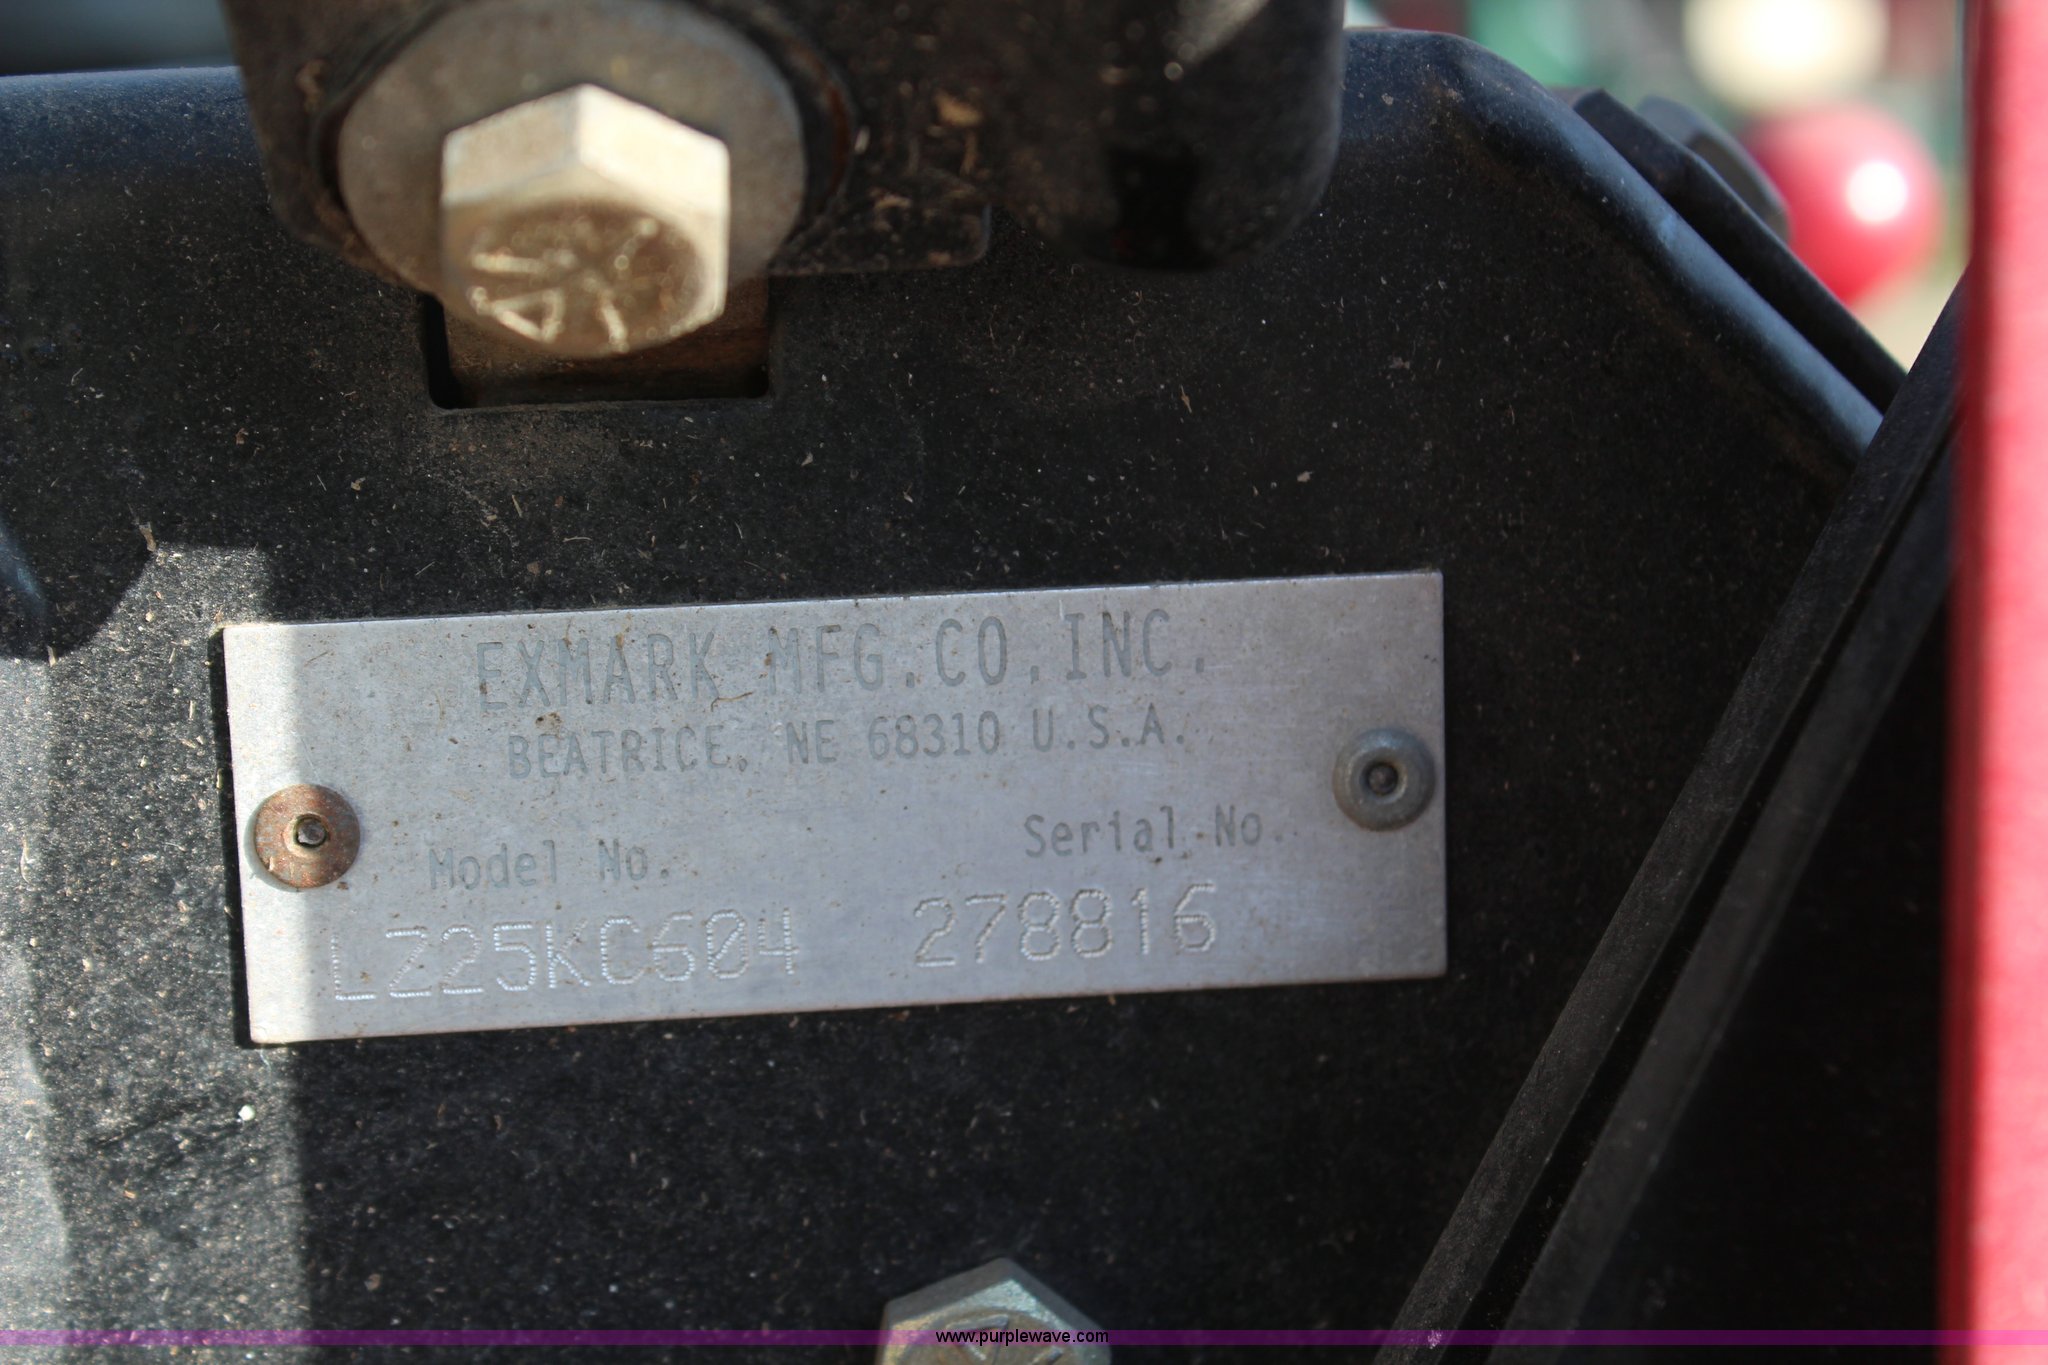 EXMARK MFG.CO.INC.
BEATRICE, NE 68310 U.S.A.
Model No. Serial No.
LZ25KC604 278816
www.purplewave.com